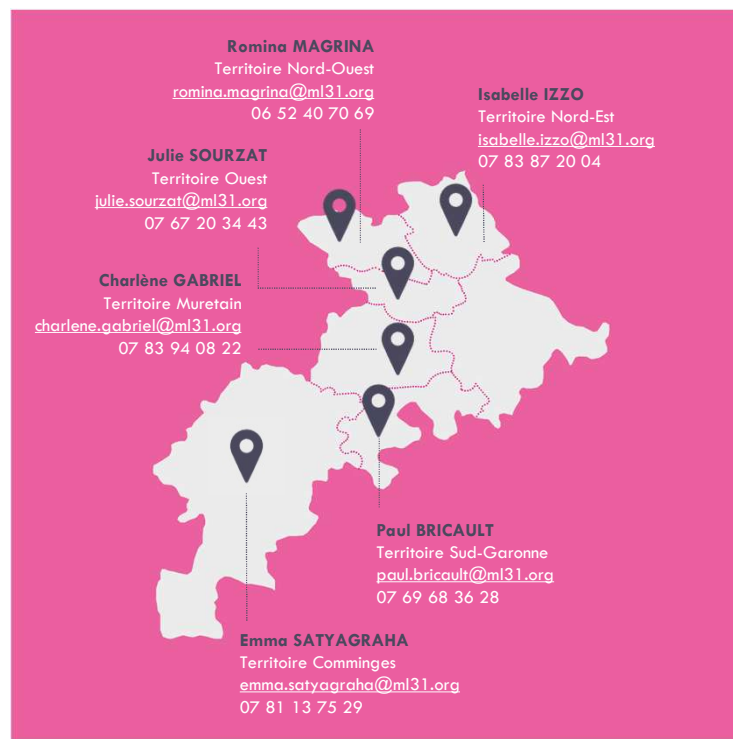 Romina MAGRINA
Territoire Nord-Ouest
romina.magrina@ml31.org
06 52 40 70 69
Isabelle IZZO
Territoire Nord-Est
isabelle.izzo@ml31.org
07 83 87 20 04
Julie SOURZAT
Territoire Ouest
julie.sourzat@ml31.org
07 67 20 34 43
Charlène GABRIEL
Territoire Muretain
charlene.gabriel@ml31.org
07 83 94 08 22
Paul BRICAULT
Territoire Sud-Garonne
paul.bricault@ml31.org
07 69 68 36 28
Emma SATYAGRAHA
Territoire Comminges
emma.satyagraha@ml31.org
07 81 13 75 29